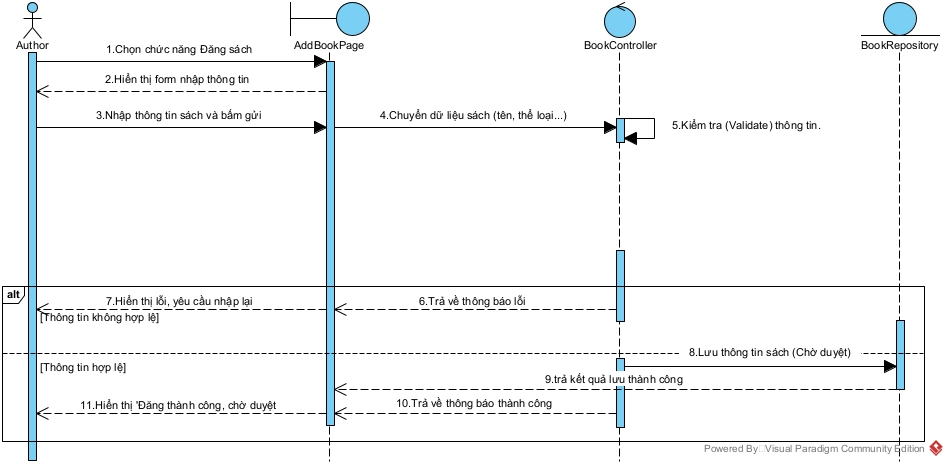 Author
AddBookPage
BookController
BookRepository
1.Chọn chức năng Đăng sách
2.Hiển thị form nhập thông tin
3.Nhập thông tin sách và bấm gửi
4.Chuyển dữ liệu sách (tên, thể loại...)
5.Kiểm tra (Validate) thông tin.
alt
7.Hiển thị lỗi, yêu cầu nhập lại
6.Trả về thông báo lỗi
[Thông tin không hợp lệ]
8.Lưu thông tin sách (Chờ duyệt)
[Thông tin hợp lệ]
9.trả kết quả lưu thành công
11.Hiển thị 'Đăng thành công, chờ duyệt
10.Trả về thông báo thành công
Powered By Visual Paradigm Community Edition